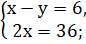 x − y = 6,
2x = 36;